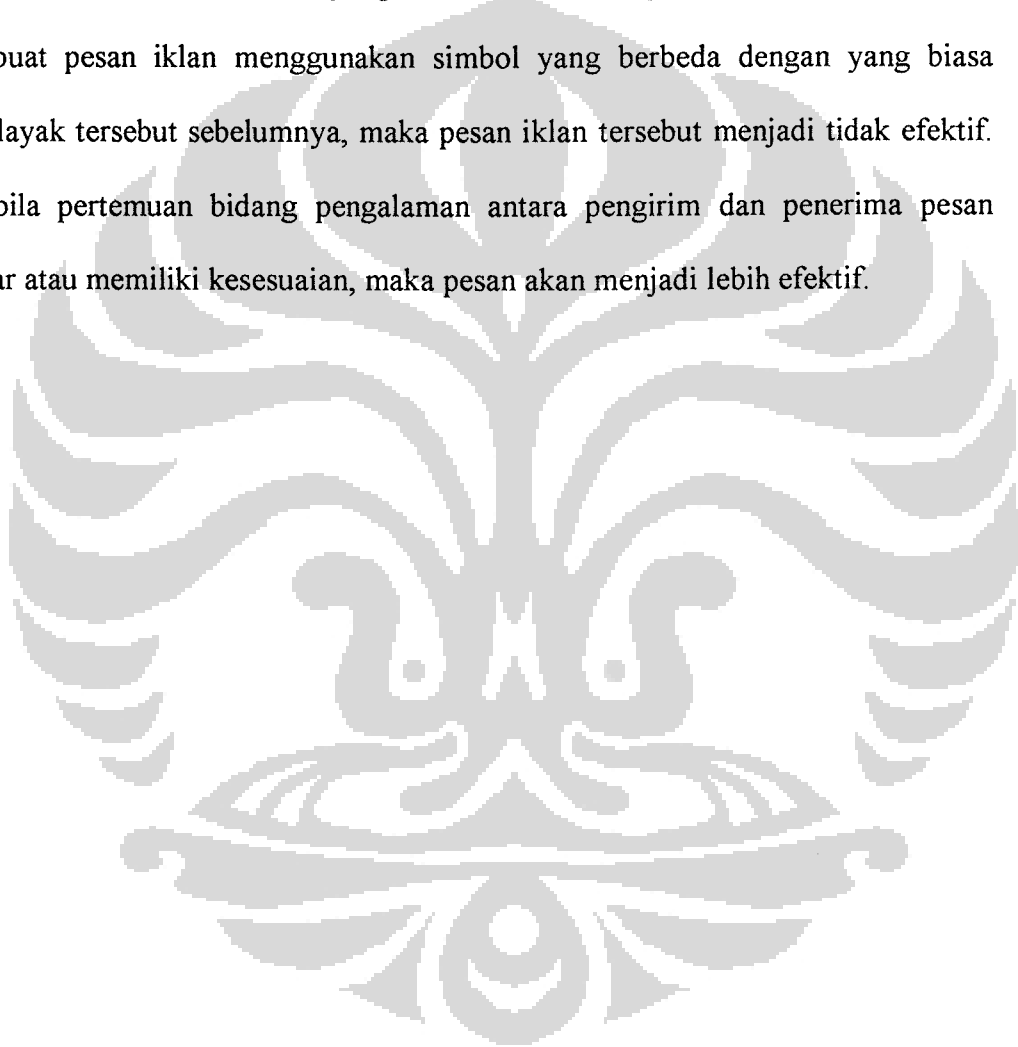 buat pesan iklan menggunakan simbol yang berbeda dengan yang biasa
layak tersebut sebelumnya, maka pesan iklan tersebut menjadi tidak efektif.
bila pertemuan bidang pengalaman antara pengirim dan penerima pesan
ar atau memiliki kesesuaian, maka pesan akan menjadi lebih efektif.